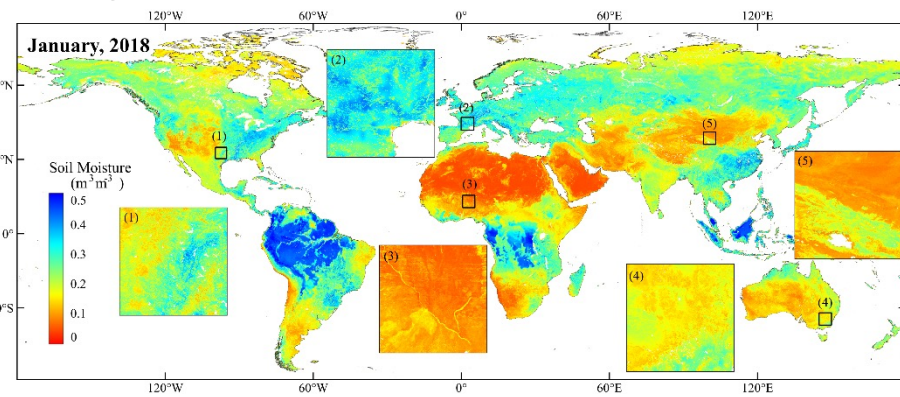 120°W 60°W 0° 60°E 120°E
January, 2018
(2)
°N
(2)
(1)
(5)
°N
Soil Moisture
(m³m⁻³)
(5)
(3)
0.5
0.4
(1)
0°
0.3
(3)
(4)
0.2
(4)
°S
0.1
0
120°W 60°W 0° 60°E 120°E